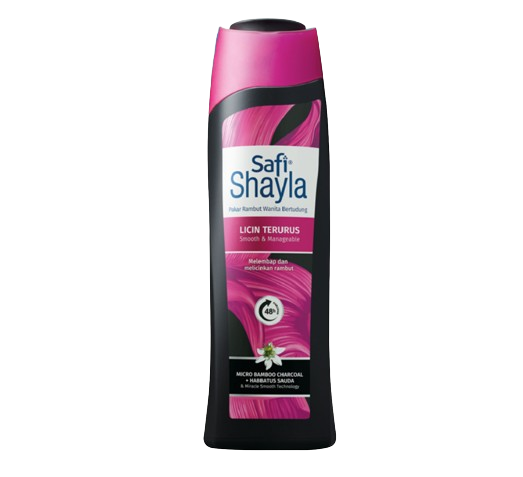 Safi®
Shayla
Pakar Rambut Wanita Bertudung
LICIN TERURUS
Smooth & Manageable
Melembap dan
melicinkan rambut
48h
MICRO BAMBOO CHARCOAL
+ HABBATUS SAUDA
& Miracle Smooth Technology